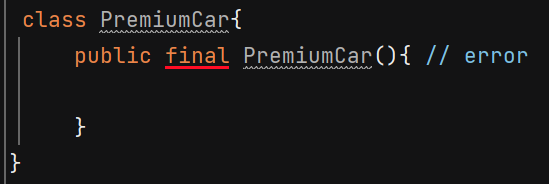 class PremiumCar{
public final PremiumCar(){ // error
}
}